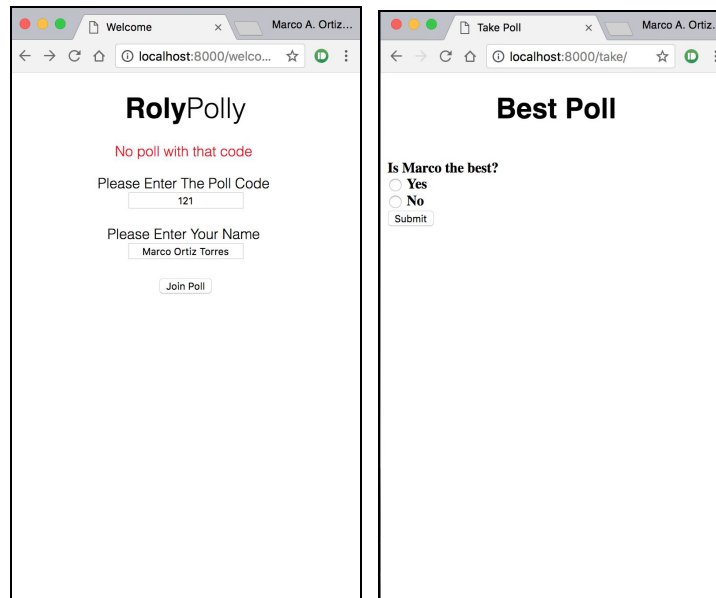 Welcome
Marco A. Ortiz...
localhost:8000/welco...
RolyPolly
No poll with that code
Please Enter The Poll Code
121
Please Enter Your Name
Marco Ortiz Torres
Join Poll
Take Poll
Marco A. Ortiz.
localhost:8000/take/
Best Poll
Is Marco the best?
Yes
No
Submit